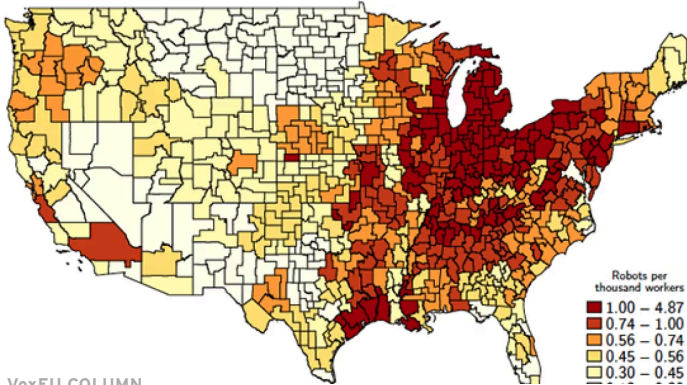 Robots per
thousand workers
1.00 – 4.87
0.74 – 1.00
0.56 – 0.74
0.45 – 0.56
0.30 – 0.45
VoxEU COLUMN